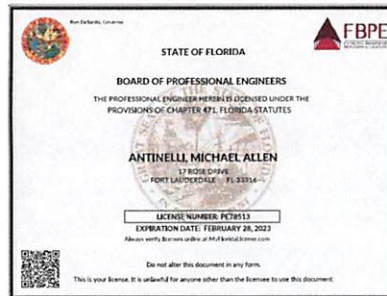 Ron DeSantis, Governor
FBPE
STATE OF FLORIDA
BOARD OF PROFESSIONAL ENGINEERS
THE PROFESSIONAL ENGINEER HEREIN IS LICENSED UNDER THE
PROVISIONS OF CHAPTER 471, FLORIDA STATUTES
ANTINELLI, MICHAEL ALLEN
17 ROSE DRIVE
FORT LAUDERDALE FL 33316
LICENSE NUMBER: PE78513
EXPIRATION DATE: FEBRUARY 28, 2023
Always verify licenses online at MyFloridaLicense.com
Do not alter this document in any form.
This is your license. It is unlawful for anyone other than the licensee to use this document.